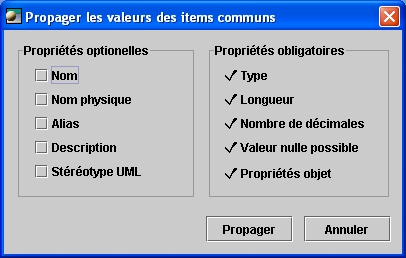 Propager les valeurs des items communs
Propriétés optionelles
Nom
Nom physique
Alias
Description
Stéréotype UML
Propriétés obligatoires
Type
Longueur
Nombre de décimales
Valeur nulle possible
Propriétés objet
Propager
Annuler